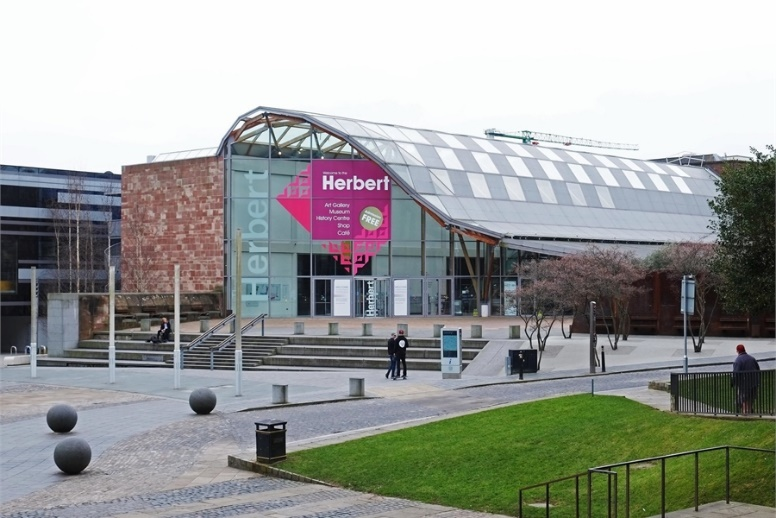 Welcome to the
Herbert
Art Gallery
Museum
History Centre
Shop
Café
FREE
Herbert
Herbert